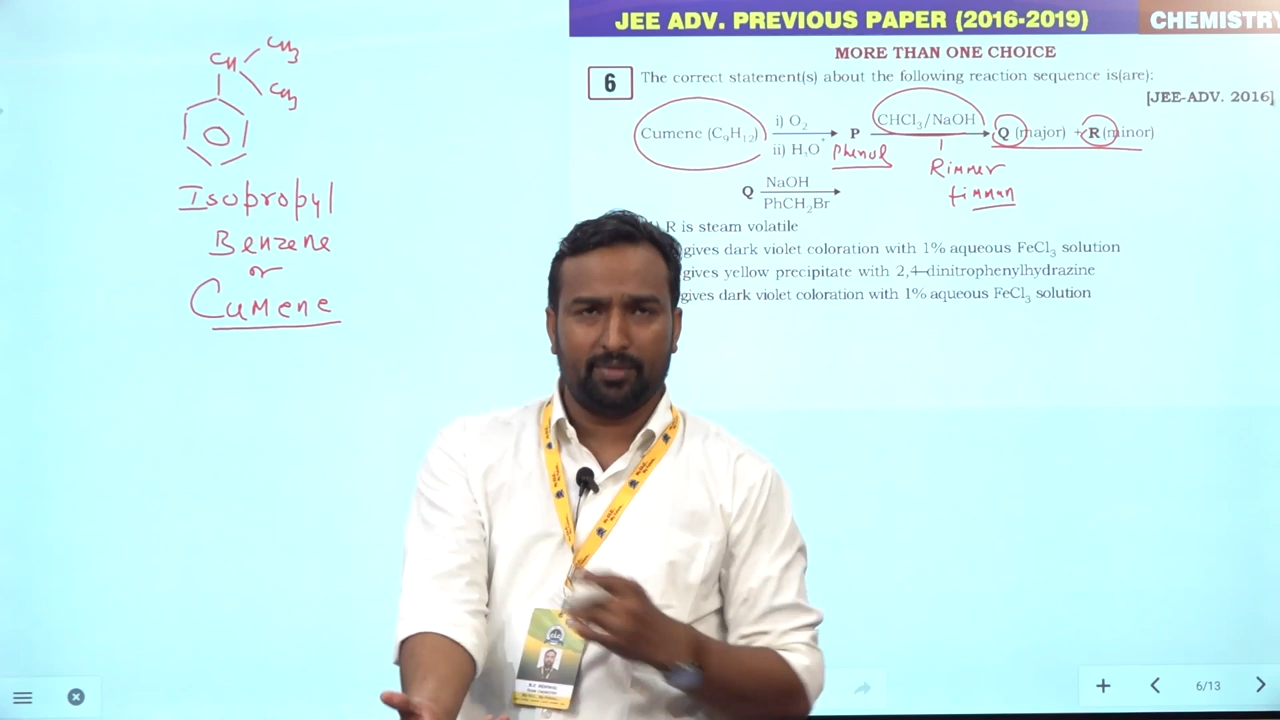 JEE ADV. PREVIOUS PAPER (2016-2019)
CHEMISTRY
MORE THAN ONE CHOICE
6 The correct statement(s) about the following reaction sequence is(are):
[JEE-ADV. 2016]
Cumene (C₉H₁₂) i) O₂ ii) H₃O⁺ P CHCl₃/NaOH Q (major) + R (minor)
Phenol
Rimmer
timman
Q NaOH PhCH₂Br
R is steam volatile
gives dark violet coloration with 1% aqueous FeCl₃ solution
gives yellow precipitate with 2,4-dinitrophenylhydrazine
gives dark violet coloration with 1% aqueous FeCl₃ solution
CH CH₃
CH₃
Isopropyl
Benzene
or
Cumene
6/13